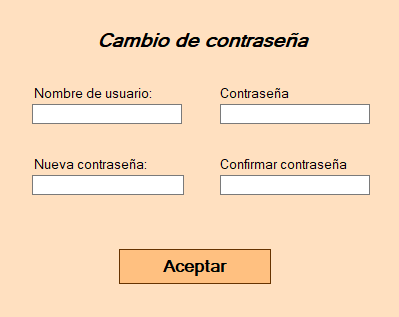 Cambio de contraseña
Nombre de usuario: Contraseña
Nueva contraseña: Confirmar contraseña
Aceptar